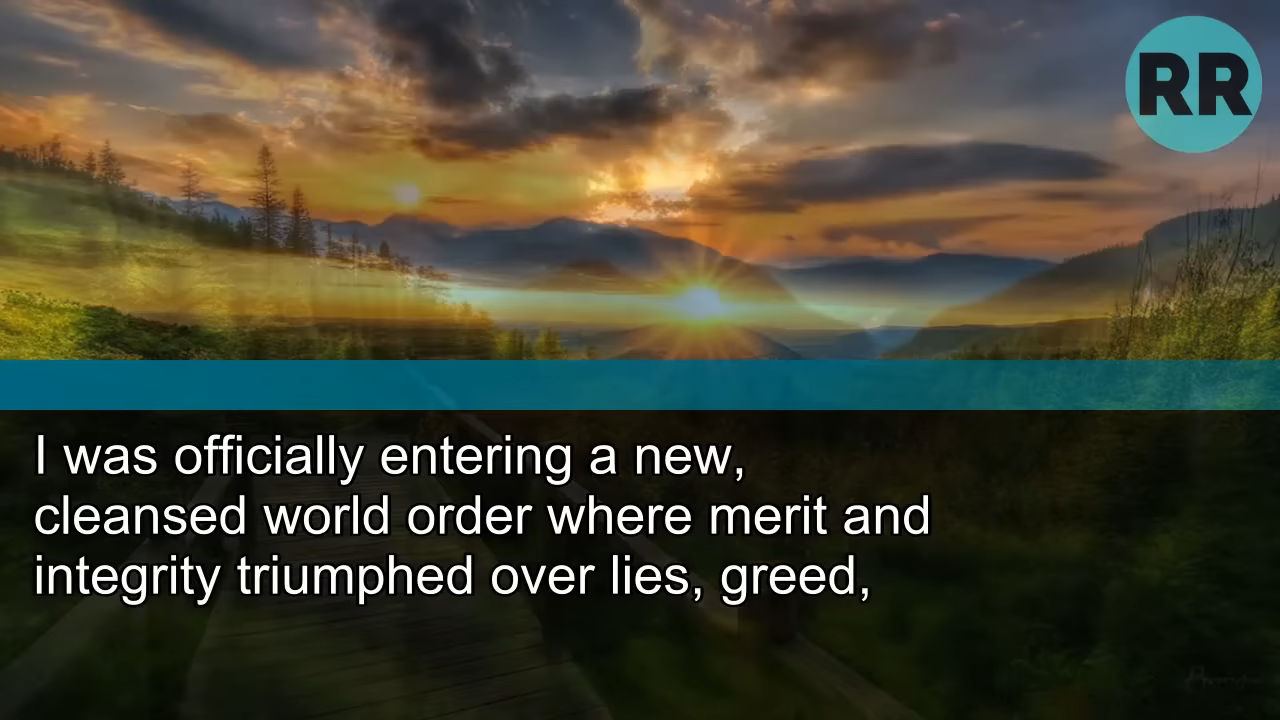 RR
I was officially entering a new,
cleansed world order where merit and
integrity triumphed over lies, greed,